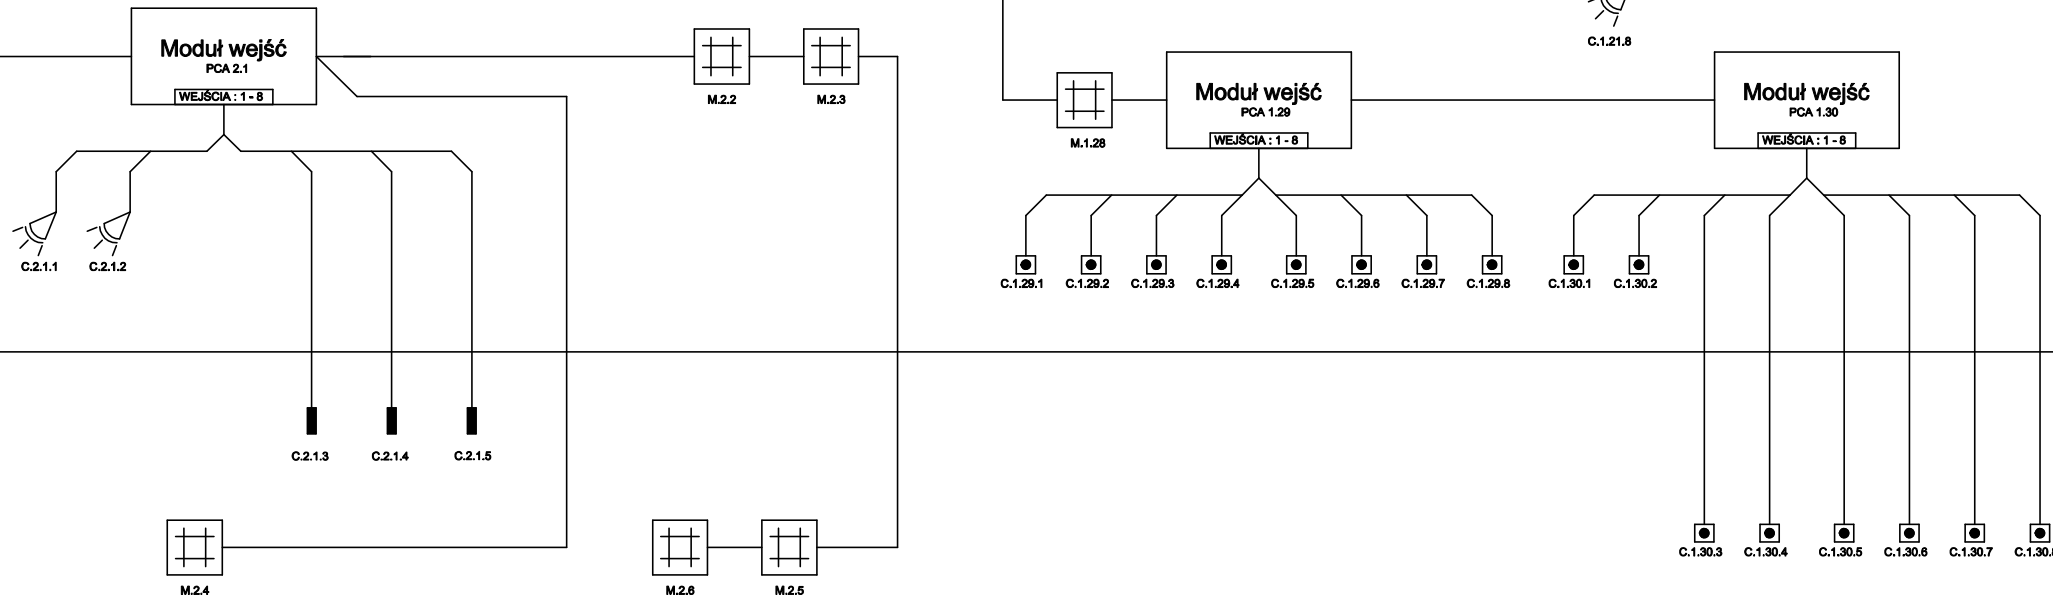 C.1.21.8
Moduł wejść
PCA 2.1
WEJŚCIA : 1 - 8
M.2.2
M.2.3
C.2.1.1
C.2.1.2
C.2.1.3
C.2.1.4
C.2.1.5
M.2.4
M.2.6
M.2.5
M.1.28
Moduł wejść
PCA 1.29
WEJŚCIA : 1 - 8
C.1.29.1
C.1.29.2
C.1.29.3
C.1.29.4
C.1.29.5
C.1.29.6
C.1.29.7
C.1.29.8
Moduł wejść
PCA 1.30
WEJŚCIA : 1 - 8
C.1.30.1
C.1.30.2
C.1.30.3
C.1.30.4
C.1.30.5
C.1.30.6
C.1.30.7